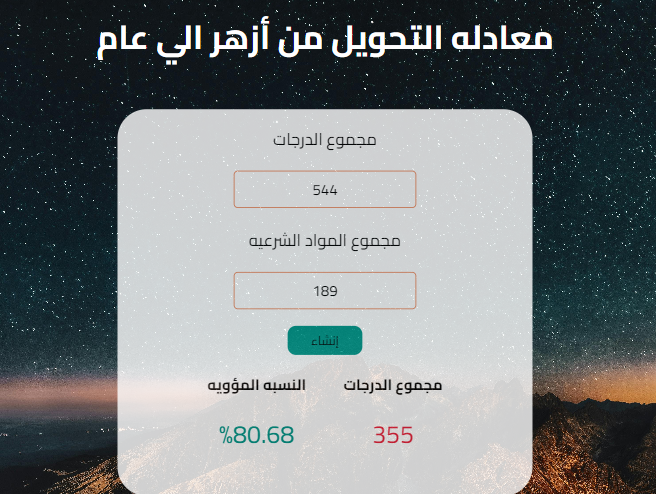 معادله التحويل من أزهر الي عام
مجموع الدرجات
544
مجموع المواد الشرعيه
189
إنشاء
مجموع الدرجات النسبه المؤويه
355 %80.68